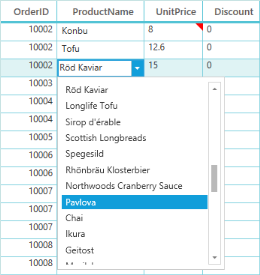 OrderID ProductName UnitPrice Discount
10002 Konbu 8 0
10002 Tofu 12.6 0
10002 Röd Kaviar 15 0
10003 Röd Kaviar
10004 Longlife Tofu
10004 Sirop d'érable
10005 Scottish Longbreads
10006 Spegesild
10006 Rhönbräu Klosterbier
10006 Northwoods Cranberry Sauce
10007 Pavlova
10007 Chai
10007 Ikura
10008 Geitost
10008